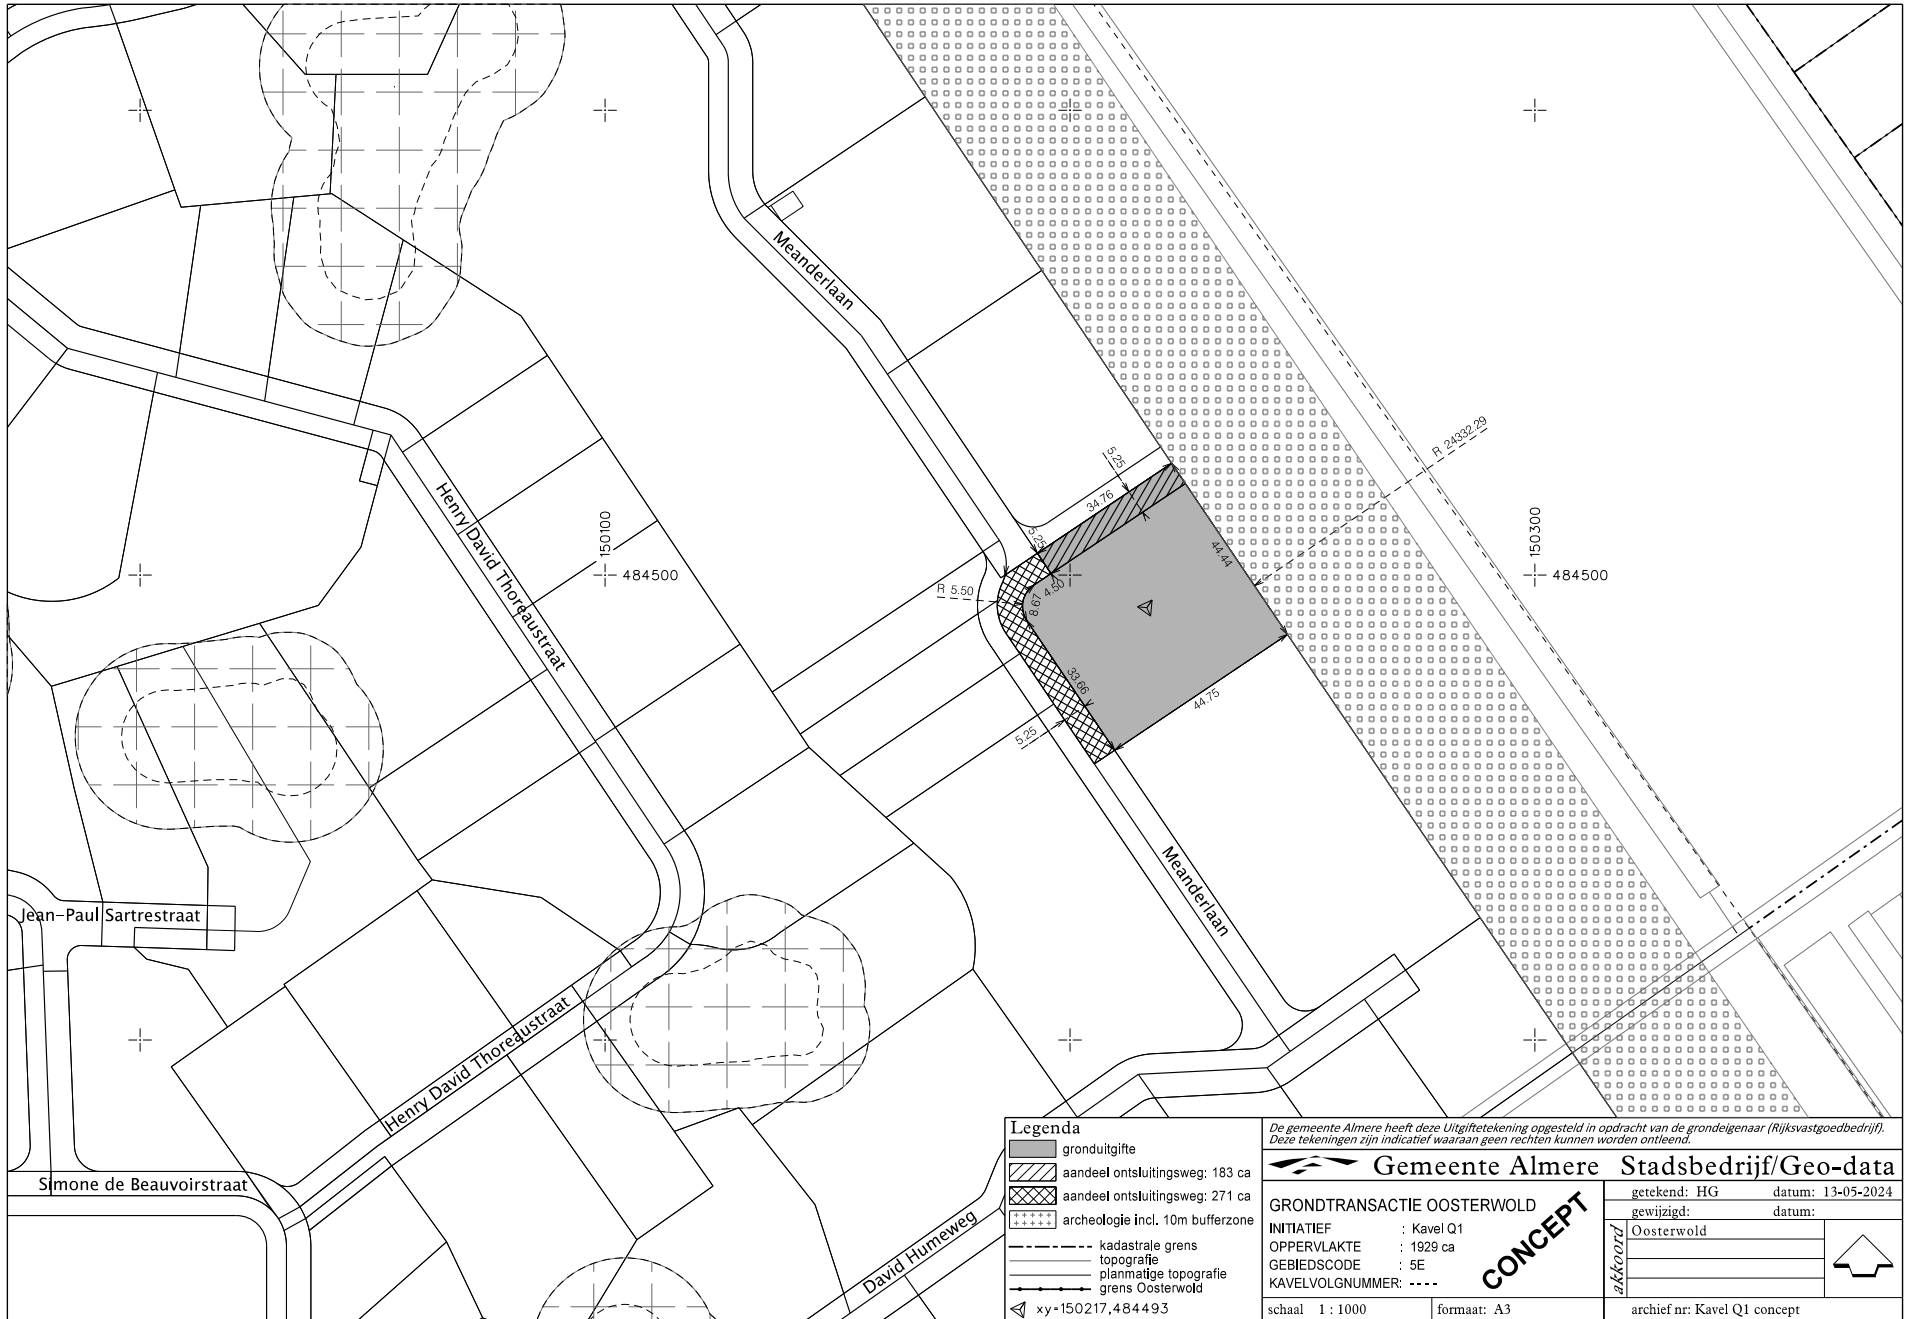 Meanderlaan
R 24332.29
5.25
34.76
5.25
44.44
Henry David Thoreaustraat
150100
484500
150300
484500
R 5.50
4.50
8.67
33.66
44.75
5.25
Meanderlaan
Jean-Paul Sartrestraat
Henry David Thoreaustraat
Simone de Beauvoirstraat
David Humeweg
Legenda
gronduitgifte
aandeel ontsluitingsweg: 183 ca
aandeel ontsluitingsweg: 271 ca
archeologie incl. 10m bufferzone
kadastrale grens
topografie
planmatige topografie
grens Oosterwold
xy=150217,484493
De gemeente Almere heeft deze Uitgiftetekening opgesteld in opdracht van de grondeigenaar (Rijksvastgoedbedrijf).
Deze tekeningen zijn indicatief waaraan geen rechten kunnen worden ontleend.
Gemeente Almere Stadsbedrijf/Geo-data
GRONDTRANSACTIE OOSTERWOLD
INITIATIEF : Kavel Q1
OPPERVLAKTE : 1929 ca
GEBIEDSCODE : 5E
KAVELVOLGNUMMER: ----
CONCEPT
schaal 1 : 1000
formaat: A3
getekend: HG datum: 13-05-2024
gewijzigd: datum:
akkoord
Oosterwold
archief nr: Kavel Q1 concept